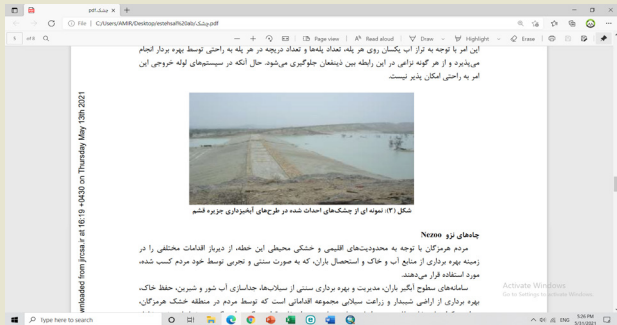 چشک.pdf
File | C:/Users/AMIR/Desktop/estehsal%20ab/چشک.pdf
5 of 6
Page view | Read aloud | Draw | Highlight | Erase
این امر با توجه به تراز آب یکسان روی هر پله، تعداد پله‌ها و تعداد دریچه در هر پله به راحتی توسط بهره بردار انجام
می‌پذیرد و از هر گونه نزاعی در این رابطه بین ذینفعان جلوگیری می‌شود. حال آنکه در سیستم‌های لوله خروجی این
امر به راحتی امکان پذیر نیست.
شکل (۳): نمونه ای از چشک‌های احداث شده در طرح‌های آبخیزداری جزیره قشم
چاه‌های نزو Nezoo
مردم هرمزگان با توجه به محدودیت‌های اقلیمی و خشکی محیطی این خطه، از دیرباز اقدامات مختلفی را در
زمینه بهره برداری از منابع آب و خاک و استحصال باران، که به صورت سنتی و تجربی توسط خود مردم کسب شده،
مورد استفاده قرار می‌دهند.
سامانه‌های سطوح آبگیر باران، مدیریت و بهره برداری سنتی از سیلاب‌ها، جداسازی آب شور و شیرین، حفظ خاک،
بهره برداری از اراضی شیبدار و زراعت سیلابی مجموعه اقداماتی است که توسط مردم در منطقه خشک هرمزگان،
wnloaded from jircsa.ir at 16:19 +0430 on Thursday May 13th 2021
Activate Windows
Go to Settings to activate Windows.
Type here to search
ENG
5:26 PM
5/31/2021